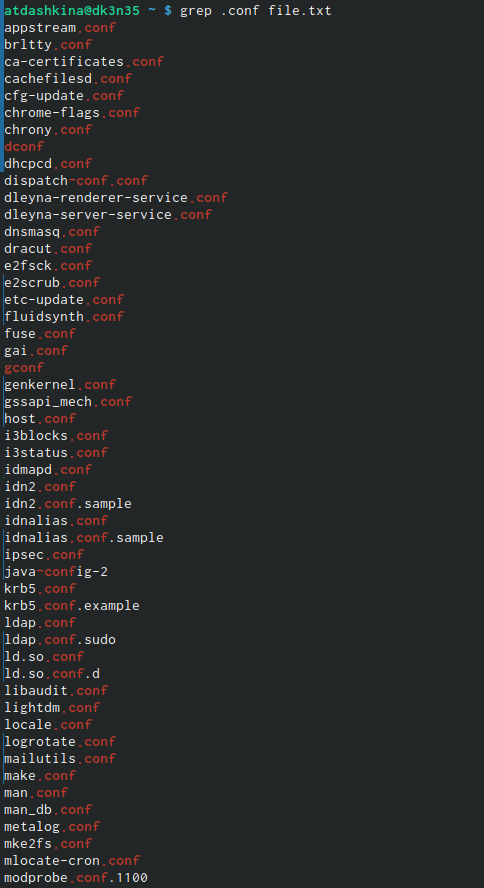 atdashkina@dk3n35 ~ $ grep .conf file.txt
appstream.conf
brltty.conf
ca-certificates.conf
cachefilesd.conf
cfg-update.conf
chrome-flags.conf
chrony.conf
dconf
dhcpcd.conf
dispatch-conf.conf
dleyna-renderer-service.conf
dleyna-server-service.conf
dnsmasq.conf
dracut.conf
e2fsck.conf
e2scrub.conf
etc-update.conf
fluidsynth.conf
fuse.conf
gai.conf
gconf
genkernel.conf
gssapi_mech.conf
host.conf
i3blocks.conf
i3status.conf
idmapd.conf
idn2.conf
idn2.conf.sample
idnalias.conf
idnalias.conf.sample
ipsec.conf
java-config-2
krb5.conf
krb5.conf.example
ldap.conf
ldap.conf.sudo
ld.so.conf
ld.so.conf.d
libaudit.conf
lightdm.conf
locale.conf
logrotate.conf
mailutils.conf
make.conf
man.conf
man_db.conf
metalog.conf
mke2fs.conf
mlocate-cron.conf
modprobe.conf.1100